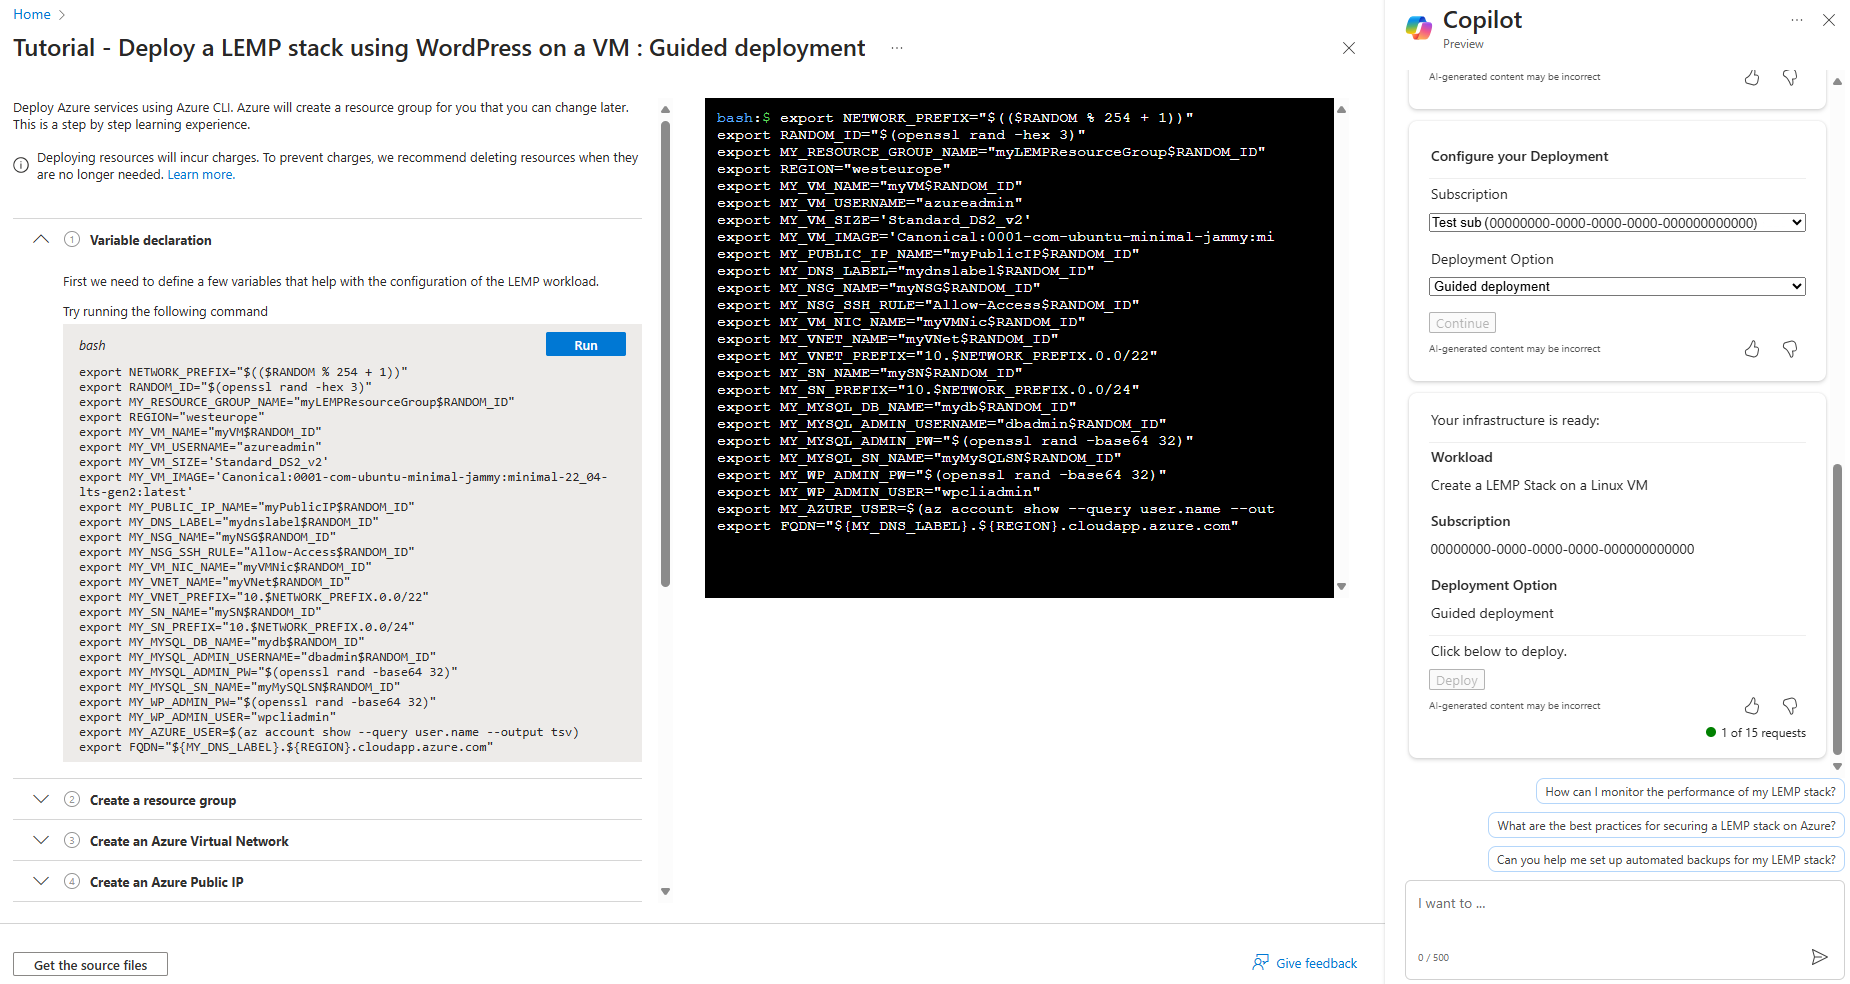 Home
Tutorial - Deploy a LEMP stack using WordPress on a VM : Guided deployment
Deploy Azure services using Azure CLI. Azure will create a resource group for you that you can change later.
This is a step by step learning experience.
Deploying resources will incur charges. To prevent charges, we recommend deleting resources when they
are no longer needed. Learn more.
1 Variable declaration
First we need to define a few variables that help with the configuration of the LEMP workload.
Try running the following command
bash
Run
export NETWORK_PREFIX="$(($RANDOM % 254 + 1))"
export RANDOM_ID="$(openssl rand -hex 3)"
export MY_RESOURCE_GROUP_NAME="myLEMPResourceGroup$RANDOM_ID"
export REGION="westeurope"
export MY_VM_NAME="myVM$RANDOM_ID"
export MY_VM_USERNAME="azureadmin"
export MY_VM_SIZE='Standard_DS2_v2'
export MY_VM_IMAGE='Canonical:0001-com-ubuntu-minimal-jammy:minimal-22_04-
lts-gen2:latest'
export MY_PUBLIC_IP_NAME="myPublicIP$RANDOM_ID"
export MY_DNS_LABEL="mydnslabel$RANDOM_ID"
export MY_NSG_NAME="myNSG$RANDOM_ID"
export MY_NSG_SSH_RULE="Allow-Access$RANDOM_ID"
export MY_VM_NIC_NAME="myVMNic$RANDOM_ID"
export MY_VNET_NAME="myVNet$RANDOM_ID"
export MY_VNET_PREFIX="10.$NETWORK_PREFIX.0.0/22"
export MY_SN_NAME="mySN$RANDOM_ID"
export MY_SN_PREFIX="10.$NETWORK_PREFIX.0.0/24"
export MY_MYSQL_DB_NAME="mydb$RANDOM_ID"
export MY_MYSQL_ADMIN_USERNAME="dbadmin$RANDOM_ID"
export MY_MYSQL_ADMIN_PW="$(openssl rand -base64 32)"
export MY_MYSQL_SN_NAME="myMySQLSN$RANDOM_ID"
export MY_WP_ADMIN_PW="$(openssl rand -base64 32)"
export MY_WP_ADMIN_USER="wpcliadmin"
export MY_AZURE_USER=$(az account show --query user.name --output tsv)
export FQDN="${MY_DNS_LABEL}.${REGION}.cloudapp.azure.com"
2 Create a resource group
3 Create an Azure Virtual Network
4 Create an Azure Public IP
Get the source files
Give feedback
bash:$ export NETWORK_PREFIX="$(($RANDOM % 254 + 1))"
export RANDOM_ID="$(openssl rand -hex 3)"
export MY_RESOURCE_GROUP_NAME="myLEMPResourceGroup$RANDOM_ID"
export REGION="westeurope"
export MY_VM_NAME="myVM$RANDOM_ID"
export MY_VM_USERNAME="azureadmin"
export MY_VM_SIZE='Standard_DS2_v2'
export MY_VM_IMAGE='Canonical:0001-com-ubuntu-minimal-jammy:mi
export MY_PUBLIC_IP_NAME="myPublicIP$RANDOM_ID"
export MY_DNS_LABEL="mydnslabel$RANDOM_ID"
export MY_NSG_NAME="myNSG$RANDOM_ID"
export MY_NSG_SSH_RULE="Allow-Access$RANDOM_ID"
export MY_VM_NIC_NAME="myVMNic$RANDOM_ID"
export MY_VNET_NAME="myVNet$RANDOM_ID"
export MY_VNET_PREFIX="10.$NETWORK_PREFIX.0.0/22"
export MY_SN_NAME="mySN$RANDOM_ID"
export MY_SN_PREFIX="10.$NETWORK_PREFIX.0.0/24"
export MY_MYSQL_DB_NAME="mydb$RANDOM_ID"
export MY_MYSQL_ADMIN_USERNAME="dbadmin$RANDOM_ID"
export MY_MYSQL_ADMIN_PW="$(openssl rand -base64 32)"
export MY_MYSQL_SN_NAME="myMySQLSN$RANDOM_ID"
export MY_WP_ADMIN_PW="$(openssl rand -base64 32)"
export MY_WP_ADMIN_USER="wpcliadmin"
export MY_AZURE_USER=$(az account show --query user.name --out
export FQDN="${MY_DNS_LABEL}.${REGION}.cloudapp.azure.com"
Copilot
Preview
AI-generated content may be incorrect
Configure your Deployment
Subscription
Test sub (00000000-0000-0000-0000-000000000000)
Deployment Option
Guided deployment
Continue
AI-generated content may be incorrect
Your infrastructure is ready:
Workload
Create a LEMP Stack on a Linux VM
Subscription
00000000-0000-0000-0000-000000000000
Deployment Option
Guided deployment
Click below to deploy.
Deploy
AI-generated content may be incorrect
1 of 15 requests
How can I monitor the performance of my LEMP stack?
What are the best practices for securing a LEMP stack on Azure?
Can you help me set up automated backups for my LEMP stack?
I want to ...
0 / 500